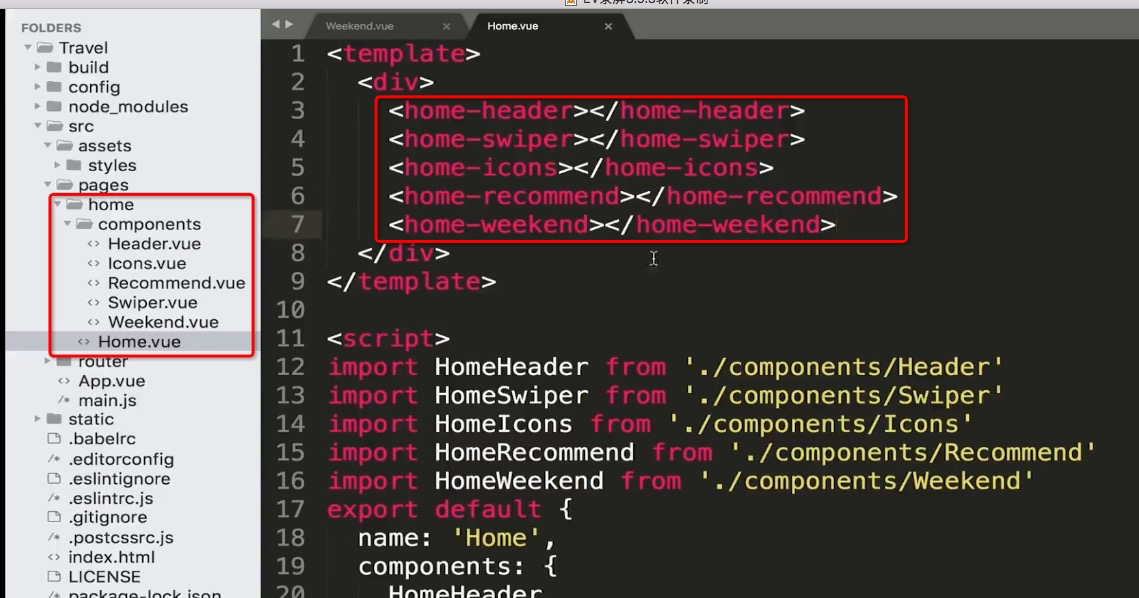 FOLDERS
Travel
build
config
node_modules
src
assets
styles
pages
home
components
Header.vue
Icons.vue
Recommend.vue
Swiper.vue
Weekend.vue
Home.vue
router
App.vue
main.js
static
.babelrc
.editorconfig
.eslintignore
.eslintrc.js
.gitignore
.postcssrc.js
index.html
LICENSE
package-lock.json
Weekend.vue
Home.vue
1 <template>
2 <div>
3 <home-header></home-header>
4 <home-swiper></home-swiper>
5 <home-icons></home-icons>
6 <home-recommend></home-recommend>
7 <home-weekend></home-weekend>
8 </div>
9 </template>
10
11 <script>
12 import HomeHeader from './components/Header'
13 import HomeSwiper from './components/Swiper'
14 import HomeIcons from './components/Icons'
15 import HomeRecommend from './components/Recommend'
16 import HomeWeekend from './components/Weekend'
17 export default {
18 name: 'Home',
19 components: {
20 HomeHeader